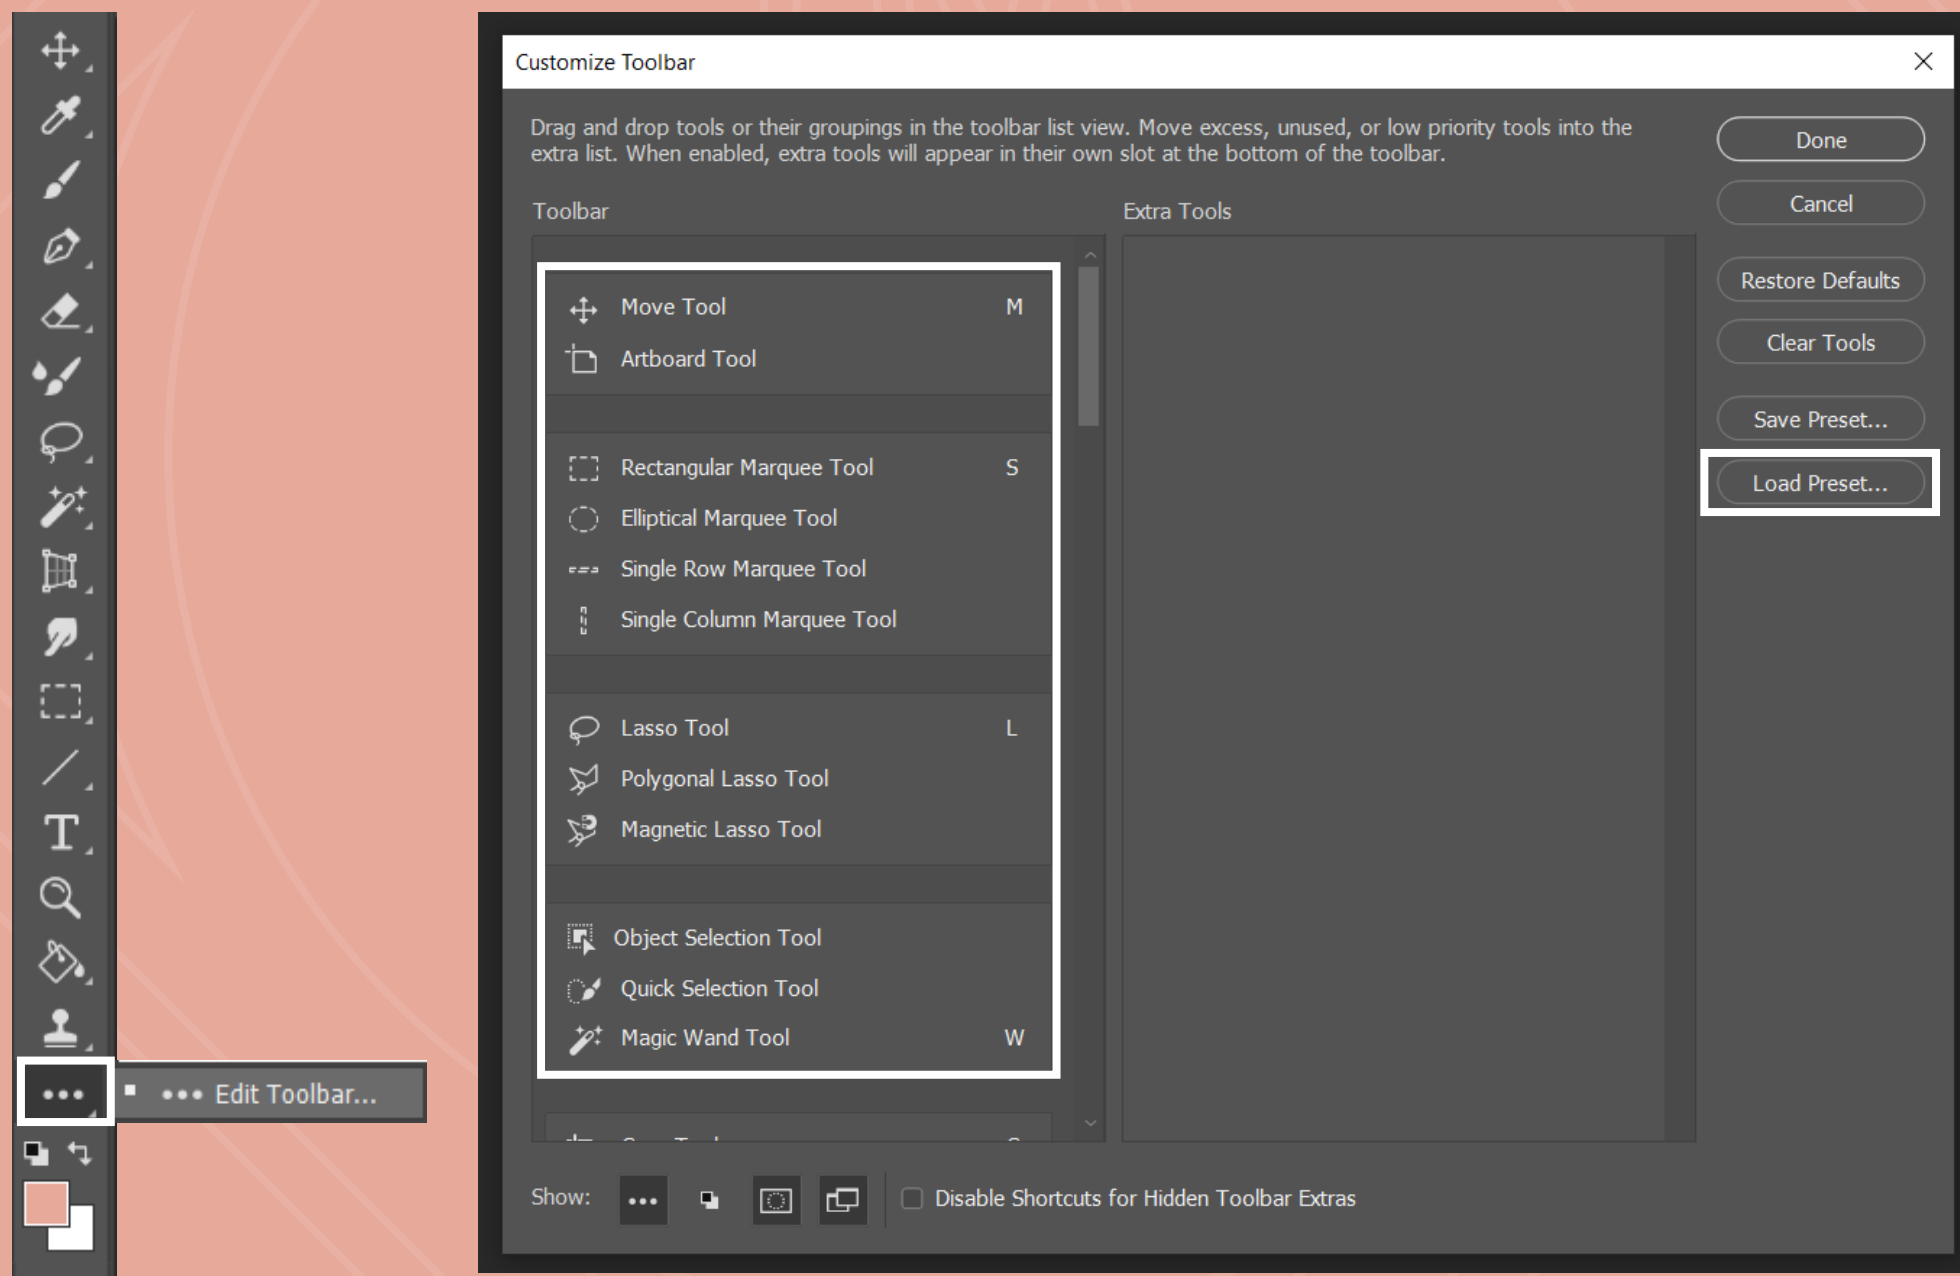 Customize Toolbar
Drag and drop tools or their groupings in the toolbar list view. Move excess, unused, or low priority tools into the
extra list. When enabled, extra tools will appear in their own slot at the bottom of the toolbar.
Done
Cancel
Restore Defaults
Clear Tools
Save Preset...
Load Preset...
Toolbar
Move Tool M
Artboard Tool
Rectangular Marquee Tool S
Elliptical Marquee Tool
Single Row Marquee Tool
Single Column Marquee Tool
Lasso Tool L
Polygonal Lasso Tool
Magnetic Lasso Tool
Object Selection Tool
Quick Selection Tool
Magic Wand Tool W
Extra Tools
Show:
Disable Shortcuts for Hidden Toolbar Extras
Edit Toolbar...